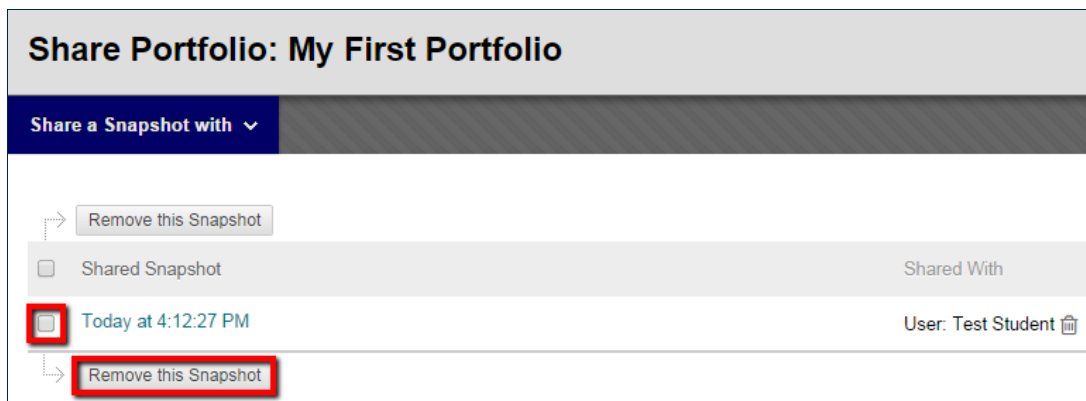 Share Portfolio: My First Portfolio
Share a Snapshot with
Remove this Snapshot
Shared Snapshot Shared With
Today at 4:12:27 PM User: Test Student
Remove this Snapshot